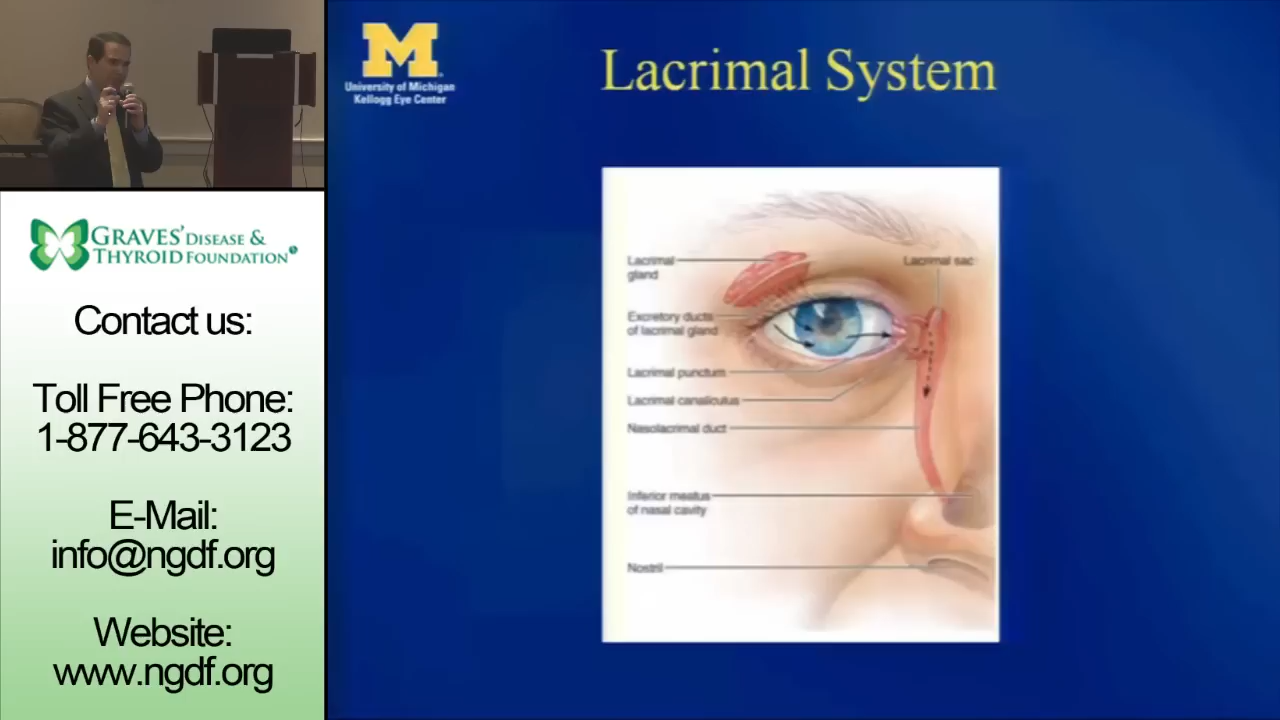 M
University of Michigan
Kellogg Eye Center
Lacrimal System
GRAVES' DISEASE &
THYROID FOUNDATION
Contact us:
Toll Free Phone:
1-877-643-3123
E-Mail:
info@ngdf.org
Website:
www.ngdf.org
Lacrimal
gland
Lacrimal sac
Excretory ducts
of lacrimal gland
Lacrimal punctum
Lacrimal canaliculus
Nasolacrimal duct
Inferior meatus
of nasal cavity
Nostril